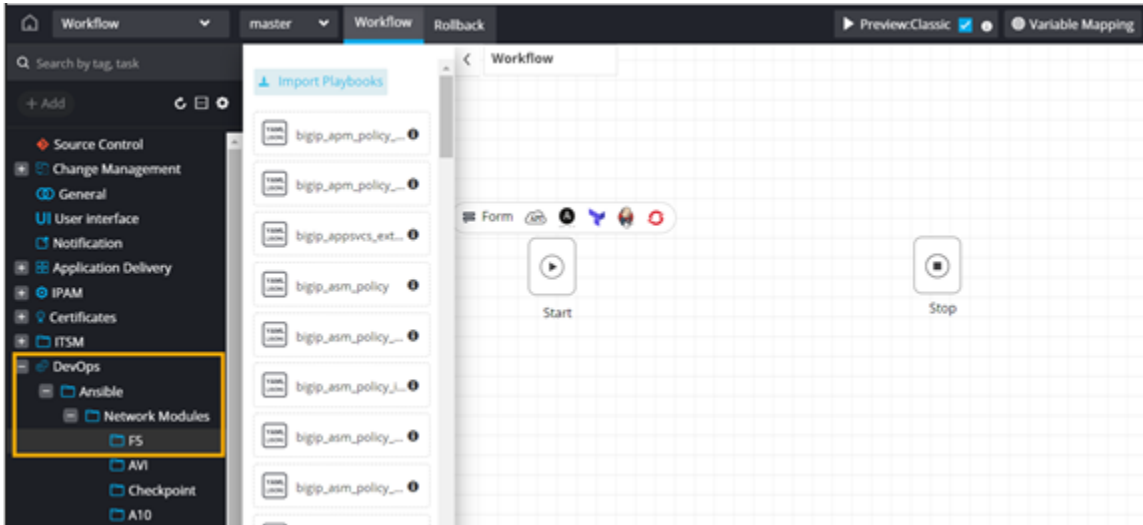 Workflow
master
Workflow
Rollback
Preview:Classic
Variable Mapping
Search by tag, task
+ Add
Source Control
Change Management
General
User interface
Notification
Application Delivery
IPAM
Certificates
ITSM
DevOps
Ansible
Network Modules
F5
AVI
Checkpoint
A10
Import Playbooks
bigip_apm_policy_...
bigip_apm_policy_...
bigip_appsvcs_ext...
bigip_asm_policy
bigip_asm_policy_...
bigip_asm_policy_i...
bigip_asm_policy_...
bigip_asm_policy_...
Workflow
Form
Start
Stop